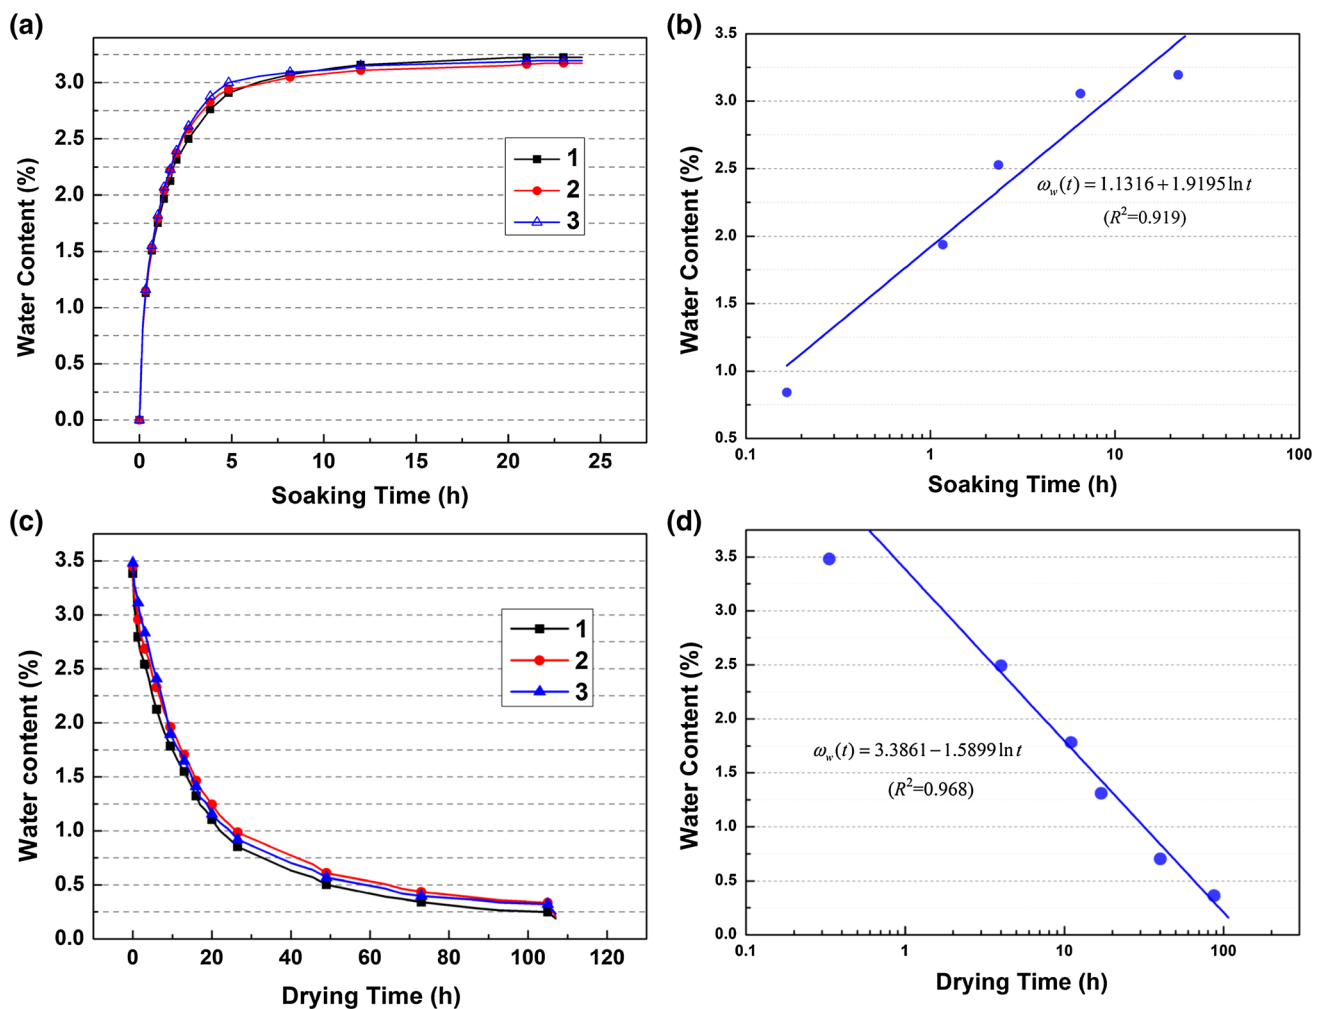 (a)
Water Content (%)
3.0
2.5
2.0
1.5
1.0
0.5
0.0
1
2
3
0 5 10 15 20 25
Soaking Time (h)
(b)
Water Content (%)
3.5
3.0
2.5
2.0
1.5
1.0
0.5
ω_w(t) = 1.1316 + 1.9195 ln t
(R²=0.919)
0.1 1 10 100
Soaking Time (h)
(c)
Water content (%)
3.5
3.0
2.5
2.0
1.5
1.0
0.5
0.0
1
2
3
0 20 40 60 80 100 120
Drying Time (h)
(d)
Water Content (%)
3.5
3.0
2.5
2.0
1.5
1.0
0.5
0.0
ω_w(t) = 3.3861 − 1.5899 ln t
(R²=0.968)
0.1 1 10 100
Drying Time (h)